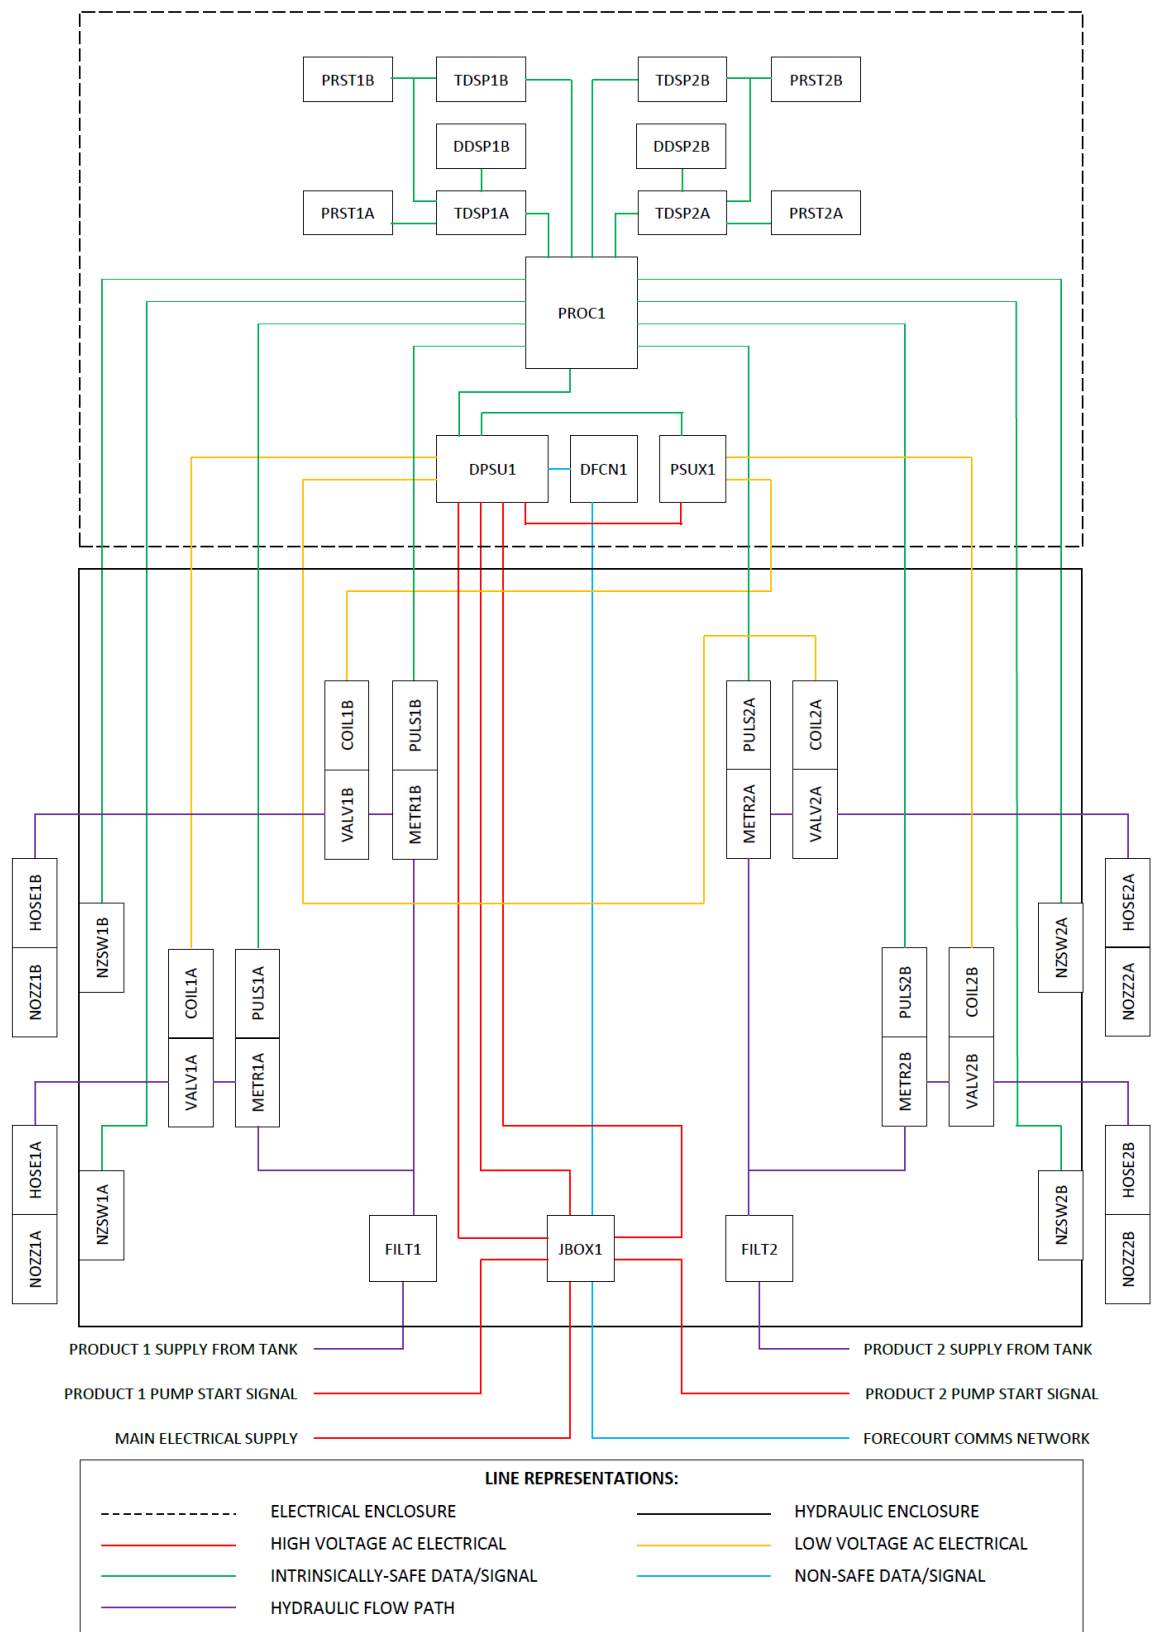 PRST1B TDSP1B TDSP2B PRST2B
DDSP1B DDSP2B
PRST1A TDSP1A TDSP2A PRST2A
PROC1
DPSU1 DFCN1 PSUX1
COIL1B PULS1B PULS2A COIL2A
VALV1B METR1B METR2A VALV2A
HOSE1B HOSE2A
NZSW1B NZSW2A
NOZZ1B NOZZ2A
COIL1A PULS1A PULS2B COIL2B
VALV1A METR1A METR2B VALV2B
HOSE1A HOSE2B
NZSW1A NZSW2B
NOZZ1A NOZZ2B
FILT1 JBOX1 FILT2
PRODUCT 1 SUPPLY FROM TANK PRODUCT 2 SUPPLY FROM TANK
PRODUCT 1 PUMP START SIGNAL PRODUCT 2 PUMP START SIGNAL
MAIN ELECTRICAL SUPPLY FORECOURT COMMS NETWORK
LINE REPRESENTATIONS:
ELECTRICAL ENCLOSURE HYDRAULIC ENCLOSURE
HIGH VOLTAGE AC ELECTRICAL LOW VOLTAGE AC ELECTRICAL
INTRINSICALLY-SAFE DATA/SIGNAL NON-SAFE DATA/SIGNAL
HYDRAULIC FLOW PATH